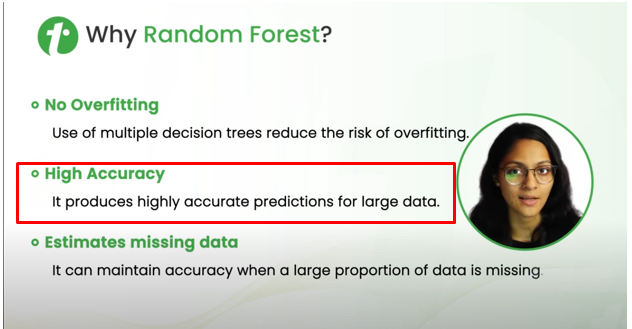 Why Random Forest?
No Overfitting
Use of multiple decision trees reduce the risk of overfitting.
High Accuracy
It produces highly accurate predictions for large data.
Estimates missing data
It can maintain accuracy when a large proportion of data is missing.